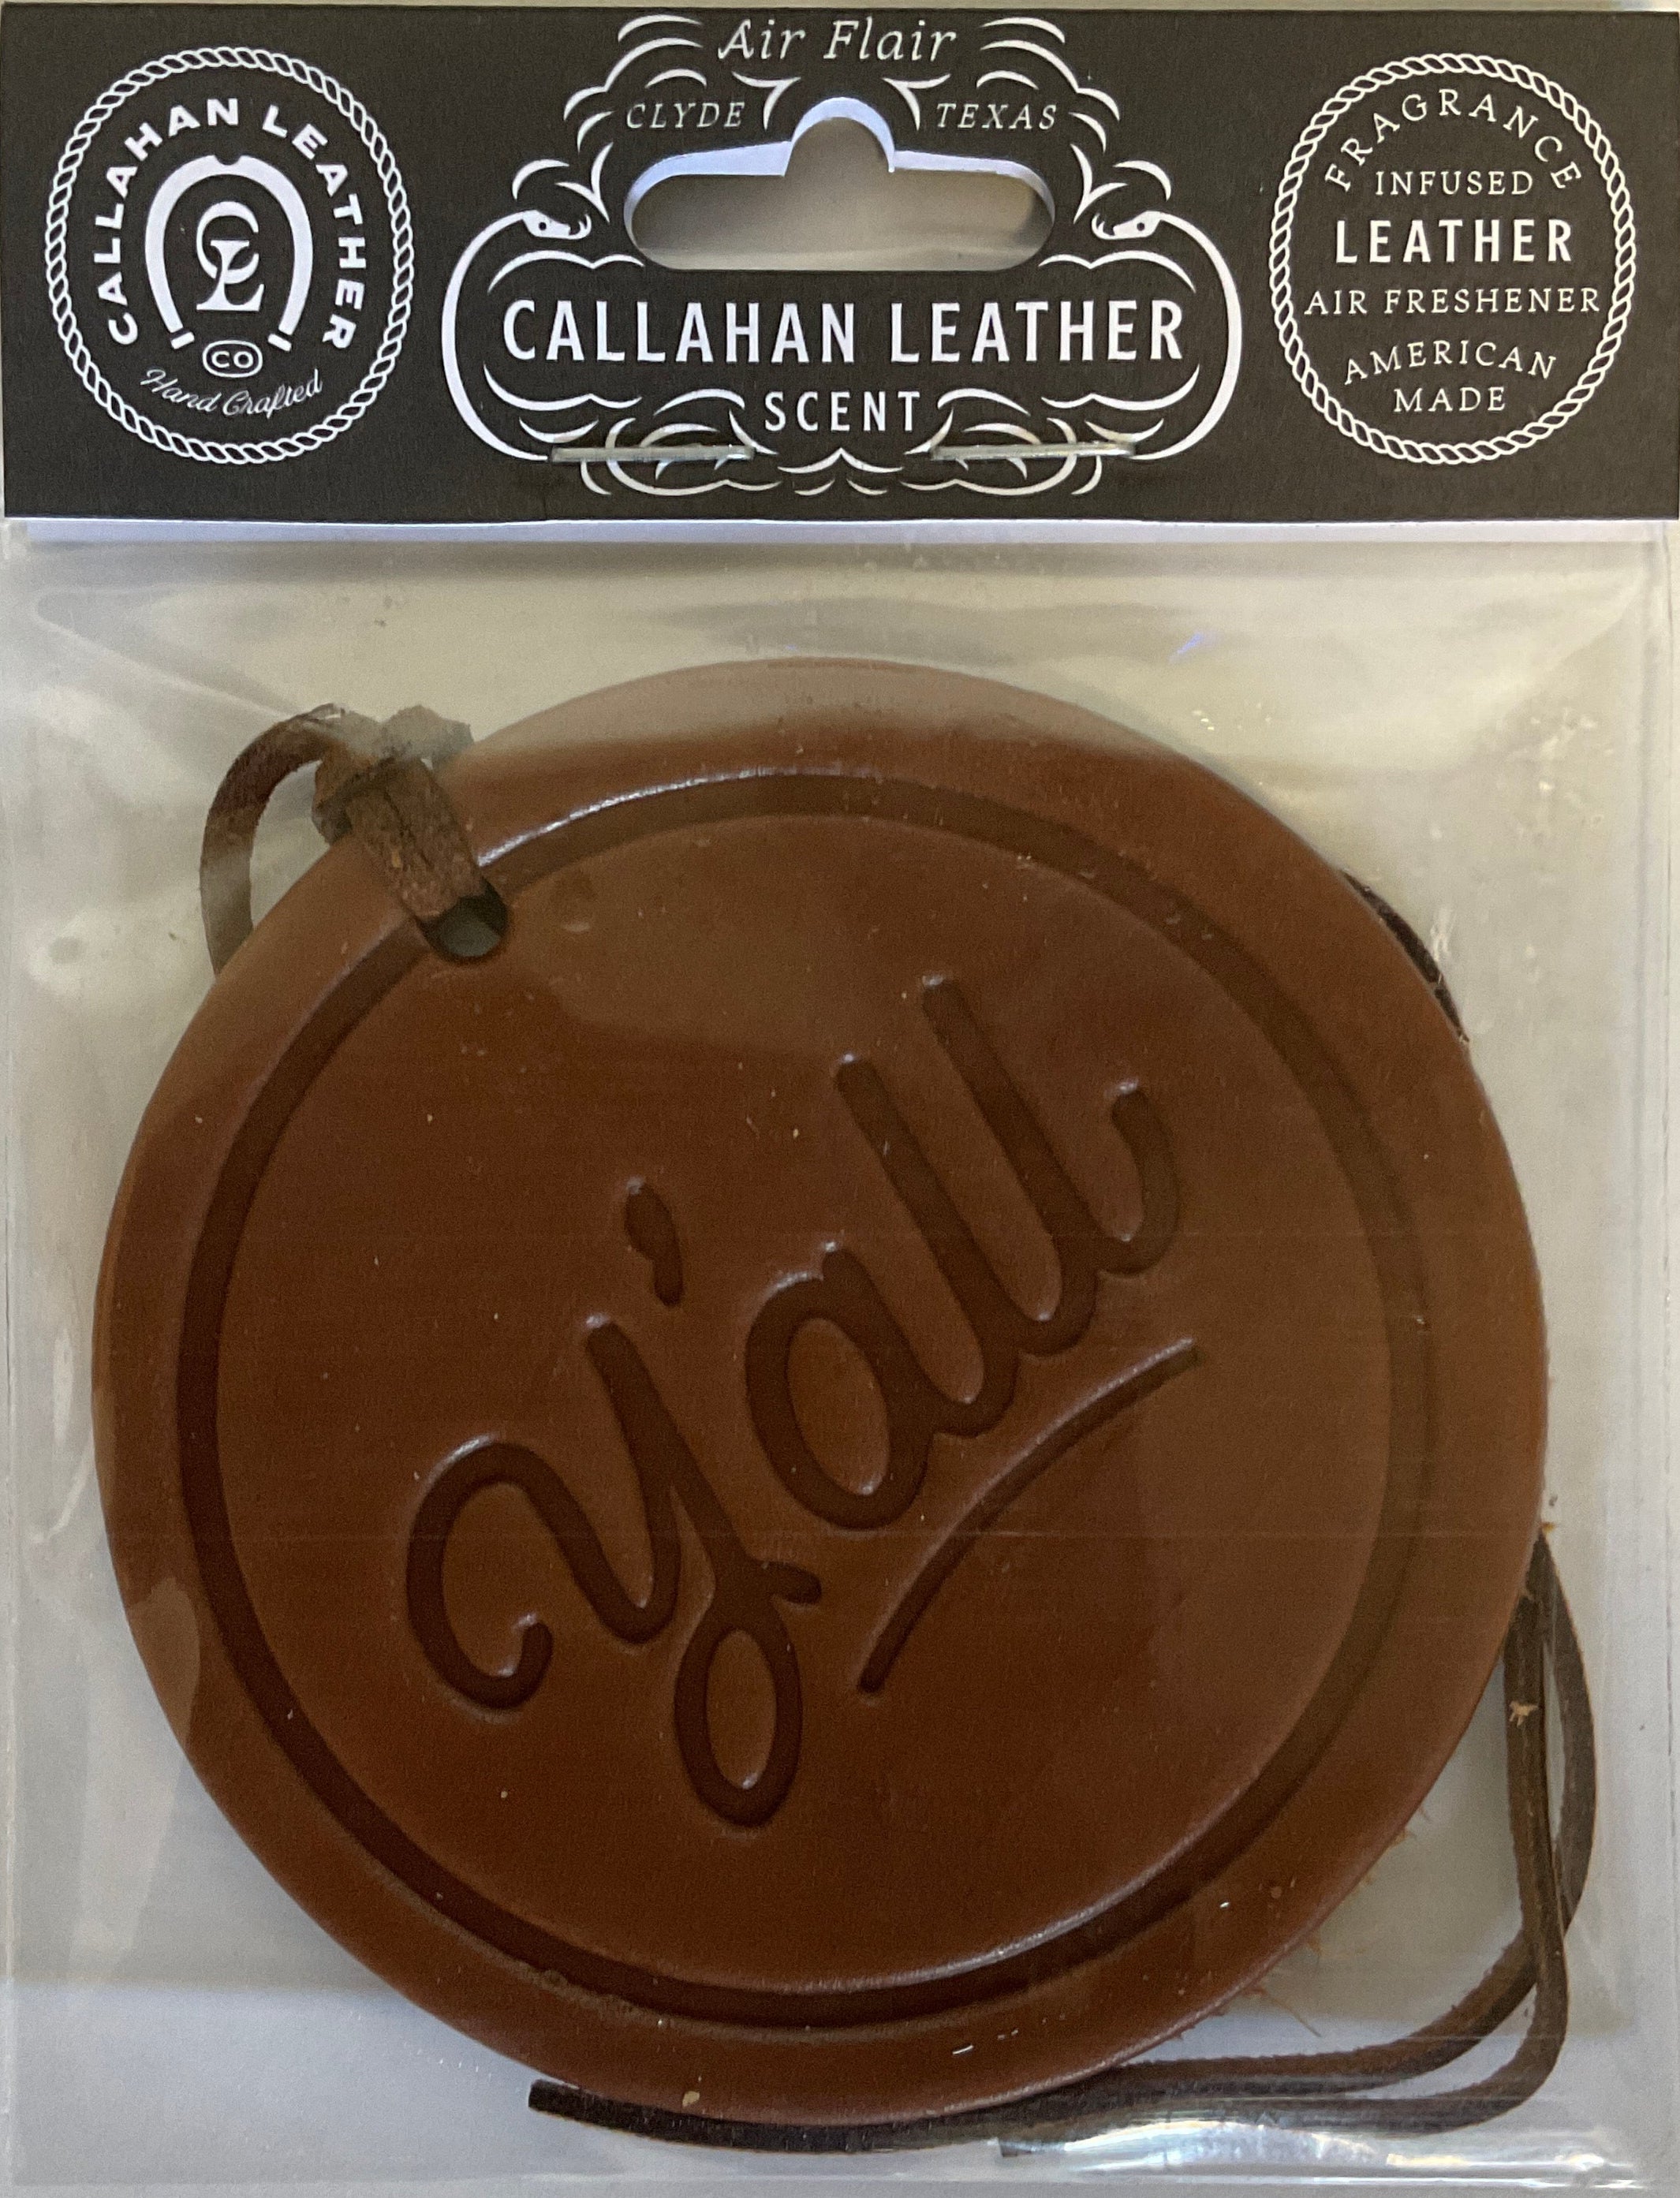 Air Flair
CLYDE TEXAS
CALLAHAN LEATHER
CL
CO
Hand Crafted
CALLAHAN LEATHER
SCENT
FRAGRANCE
INFUSED
LEATHER
AIR FRESHENER
AMERICAN
MADE
y'all